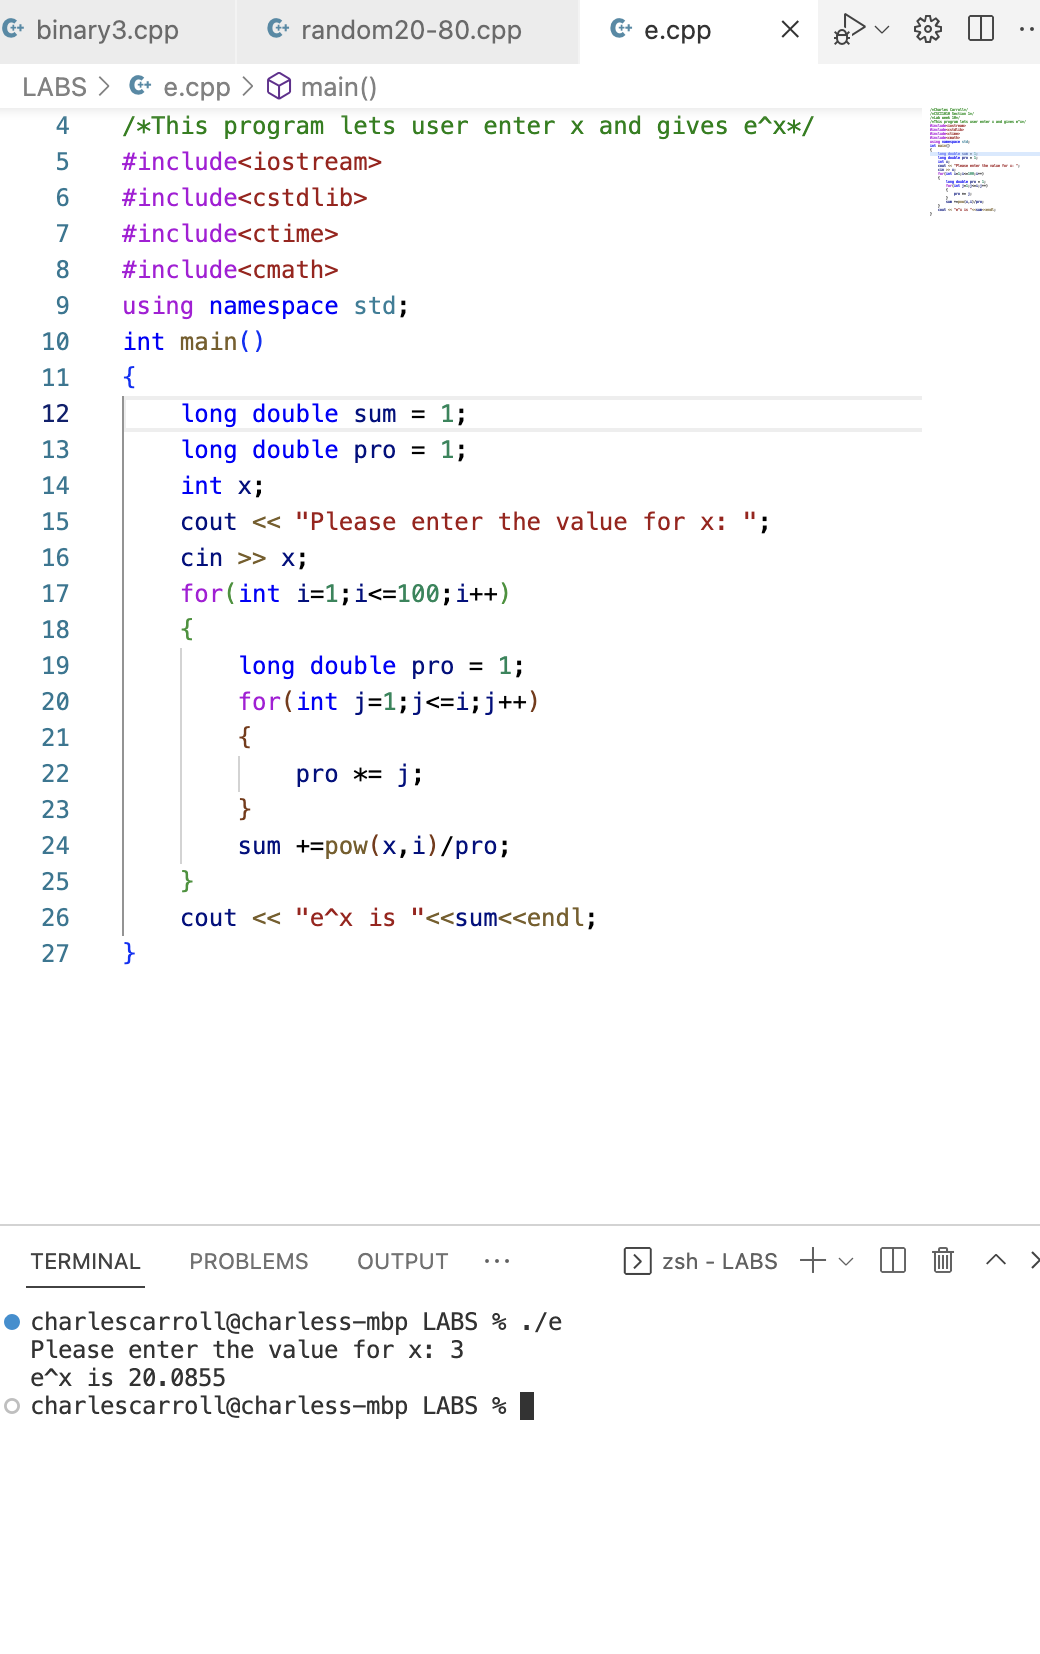 binary3.cpp random20-80.cpp e.cpp
LABS > e.cpp > main()
4 /*This program lets user enter x and gives e^x*/
5 #include<iostream>
6 #include<cstdlib>
7 #include<ctime>
8 #include<cmath>
9 using namespace std;
10 int main()
11 {
12 long double sum = 1;
13 long double pro = 1;
14 int x;
15 cout << "Please enter the value for x: ";
16 cin >> x;
17 for(int i=1;i<=100;i++)
18 {
19 long double pro = 1;
20 for(int j=1;j<=i;j++)
21 {
22 pro *= j;
23 }
24 sum +=pow(x,i)/pro;
25 }
26 cout << "e^x is "<<sum<<endl;
27 }
TERMINAL PROBLEMS OUTPUT ... zsh - LABS
charlescarroll@charless-mbp LABS % ./e
Please enter the value for x: 3
e^x is 20.0855
charlescarroll@charless-mbp LABS %